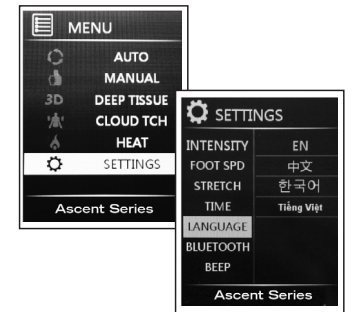 MENU
AUTO
MANUAL
3D DEEP TISSUE
CLOUD TCH
HEAT
SETTINGS
Ascent Series
SETTINGS
INTENSITY EN
FOOT SPD 中文
STRETCH 한국어
TIME Tiếng Việt
LANGUAGE
BLUETOOTH
BEEP
Ascent Series